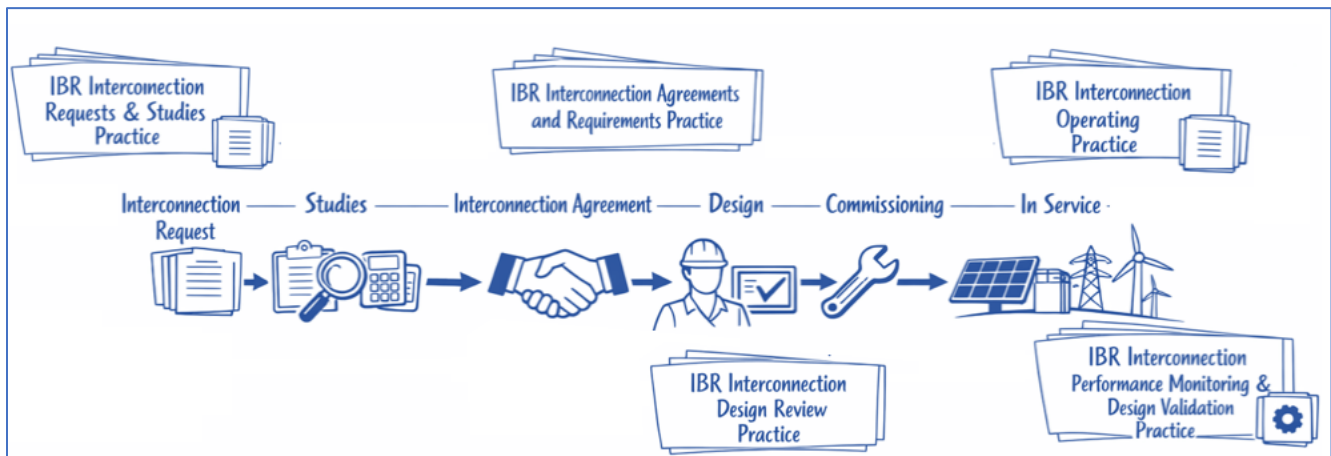 IBR Interconnection
Requests & Studies
Practice
IBR Interconnection Agreements
and Requirements Practice
IBR Interconnection
Operating
Practice
Interconnection
Request
Studies
Interconnection Agreement
Design
Commissioning
In Service
IBR Interconnection
Design Review
Practice
IBR Interconnection
Performance Monitoring &
Design Validation
Practice